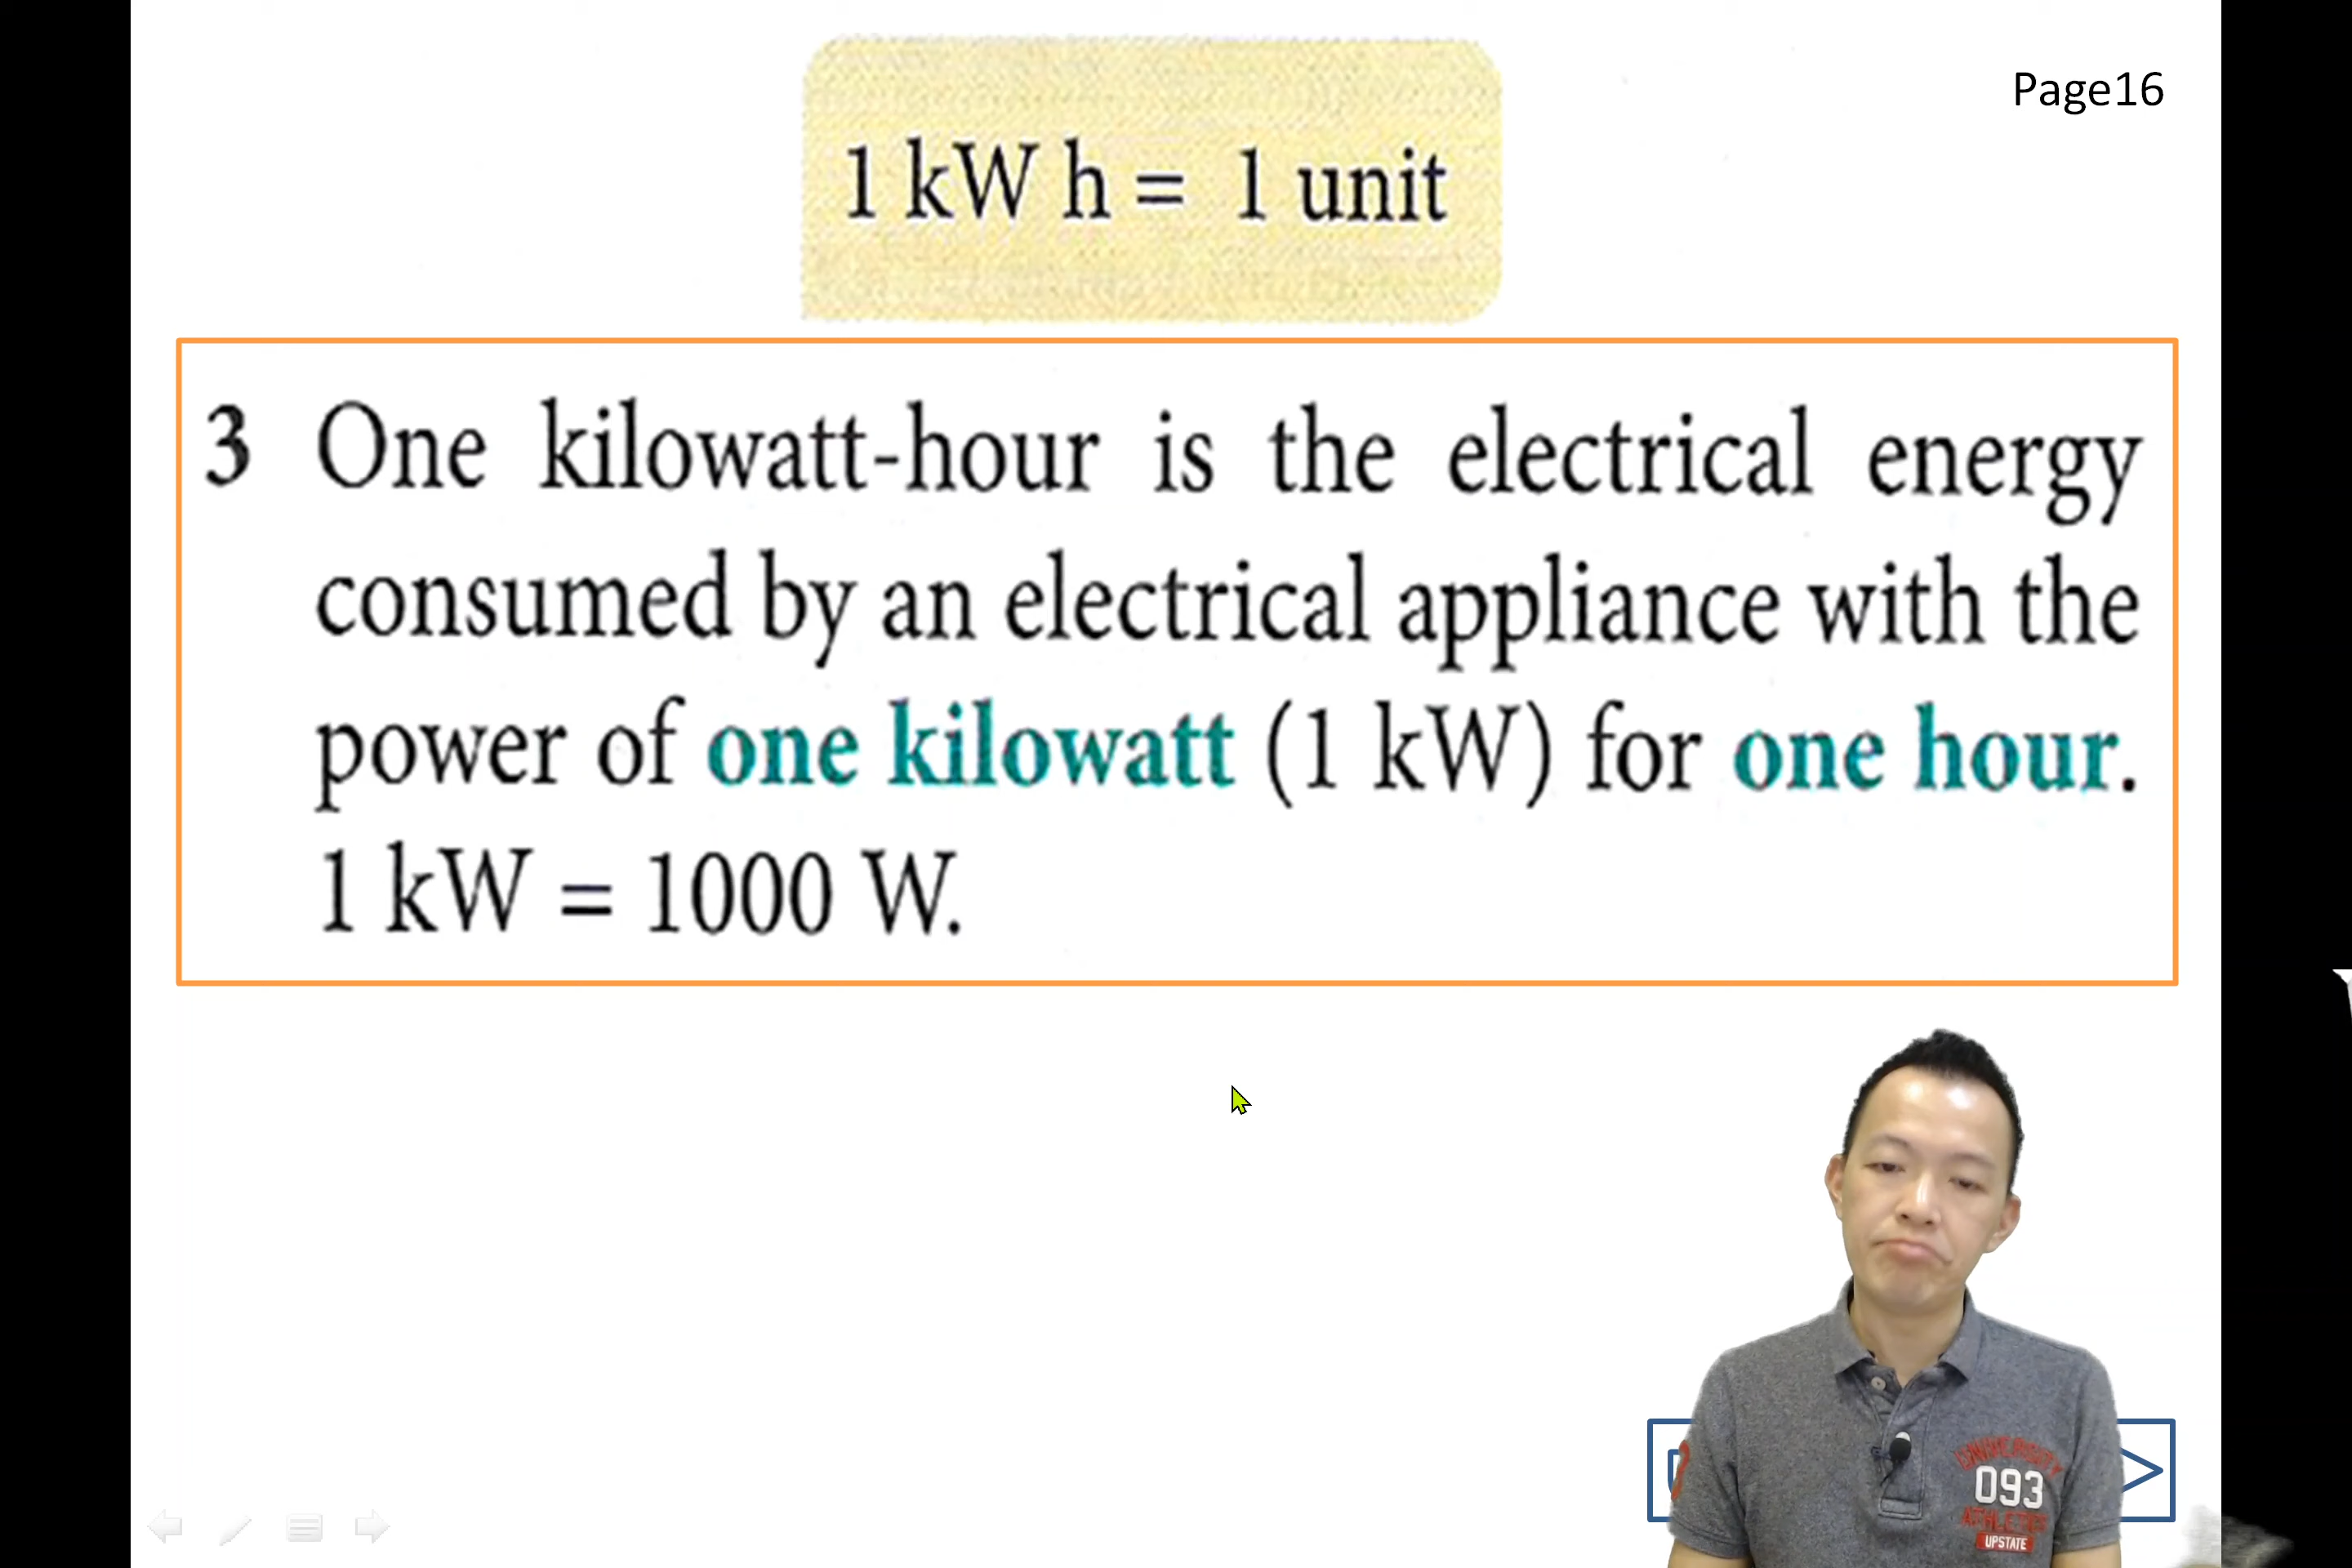 Page16
1 kW h = 1 unit
3 One kilowatt-hour is the electrical energy
consumed by an electrical appliance with the
power of one kilowatt (1 kW) for one hour.
1 kW = 1000 W.
093
UPSTATE